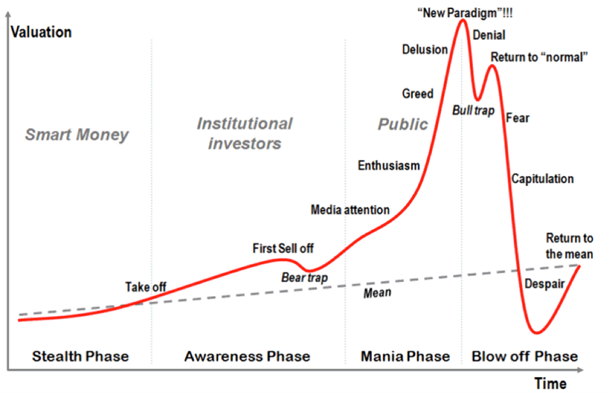 “New Paradigm”!!!
Valuation
Denial
Delusion
Return to “normal”
Greed
Bull trap
Smart Money
Institutional
investors
Public
Fear
Enthusiasm
Capitulation
Media attention
First Sell off
Return to
the mean
Bear trap
Take off
Mean
Despair
Stealth Phase
Awareness Phase
Mania Phase
Blow off Phase
Time